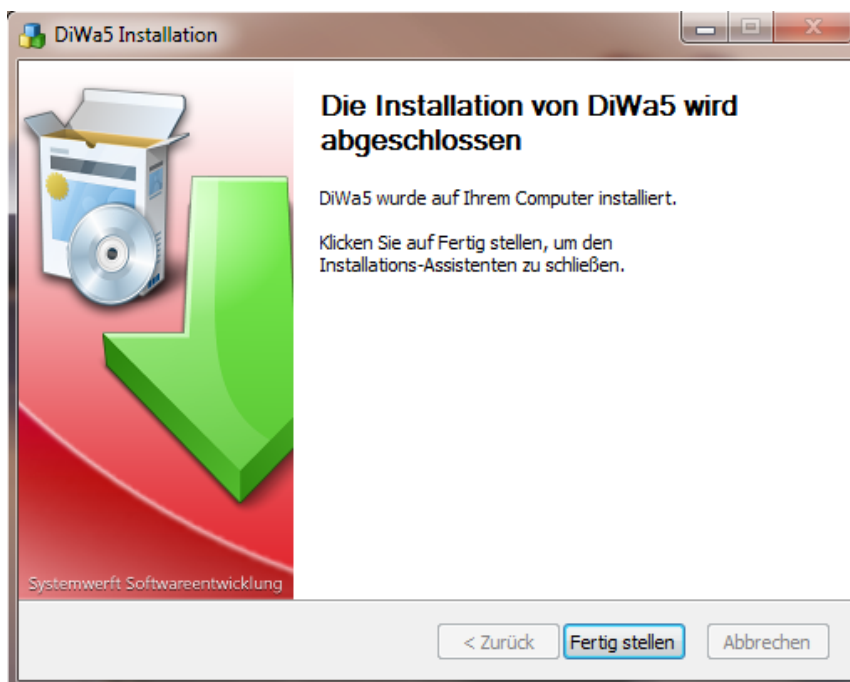 DiWa5 Installation
Die Installation von DiWa5 wird
abgeschlossen
DiWa5 wurde auf Ihrem Computer installiert.
Klicken Sie auf Fertig stellen, um den
Installations-Assistenten zu schließen.
Systemwerft Softwareentwicklung
< Zurück
Fertig stellen
Abbrechen